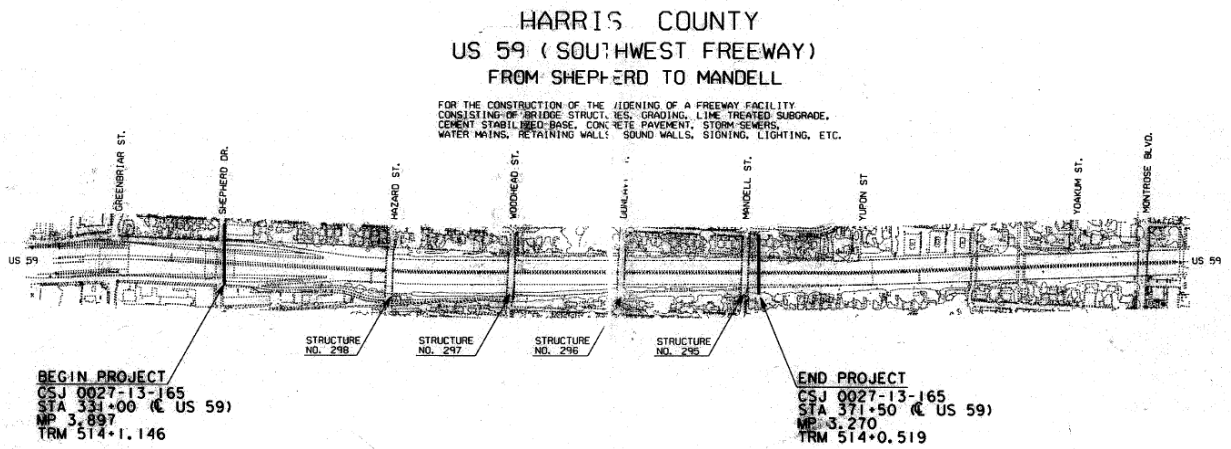 HARRIS COUNTY
US 59 (SOUTHWEST FREEWAY)
FROM SHEPHERD TO MANDELL
FOR THE CONSTRUCTION OF THE WIDENING OF A FREEWAY FACILITY
CONSISTING OF BRIDGE STRUCTURES, GRADING, LIME TREATED SUBGRADE,
CEMENT STABILIZED BASE, CONCRETE PAVEMENT, STORM SEWERS,
WATER MAINS, RETAINING WALLS SOUND WALLS, SIGNING, LIGHTING, ETC.
GREENBRIAR ST.
SHEPHERD DR.
HAZARD ST.
WOODHEAD ST.
MANDELL ST.
YUPON ST
YOAKUM ST.
MONTROSE BLVD.
US 59
US 59
STRUCTURE
NO. 298
STRUCTURE
NO. 297
STRUCTURE
NO. 296
STRUCTURE
NO. 295
BEGIN PROJECT
CSJ 0027-13-165
STA 331+00 (℄ US 59)
MP 3.897
TRM 514+1.146
END PROJECT
CSJ 0027-13-165
STA 371+50 (℄ US 59)
MP 3.270
TRM 514+0.519